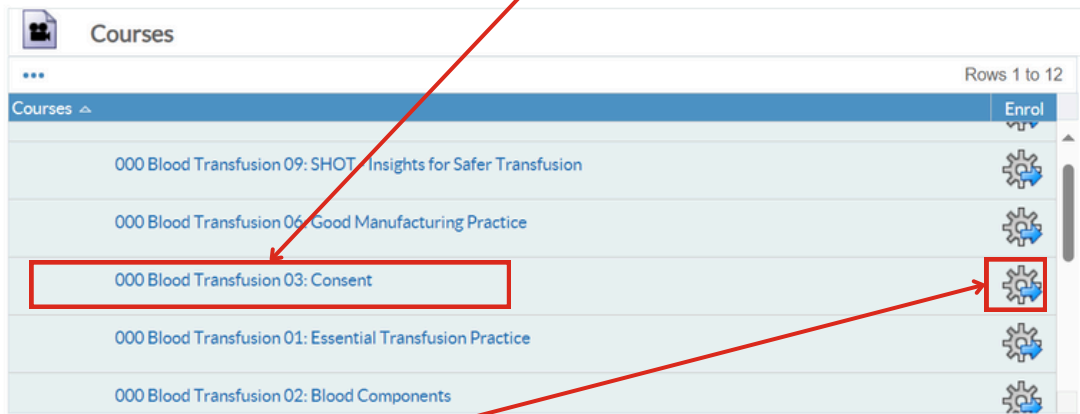 Courses
Rows 1 to 12
Courses Enrol
000 Blood Transfusion 09: SHOT - Insights for Safer Transfusion
000 Blood Transfusion 06: Good Manufacturing Practice
000 Blood Transfusion 03: Consent
000 Blood Transfusion 01: Essential Transfusion Practice
000 Blood Transfusion 02: Blood Components